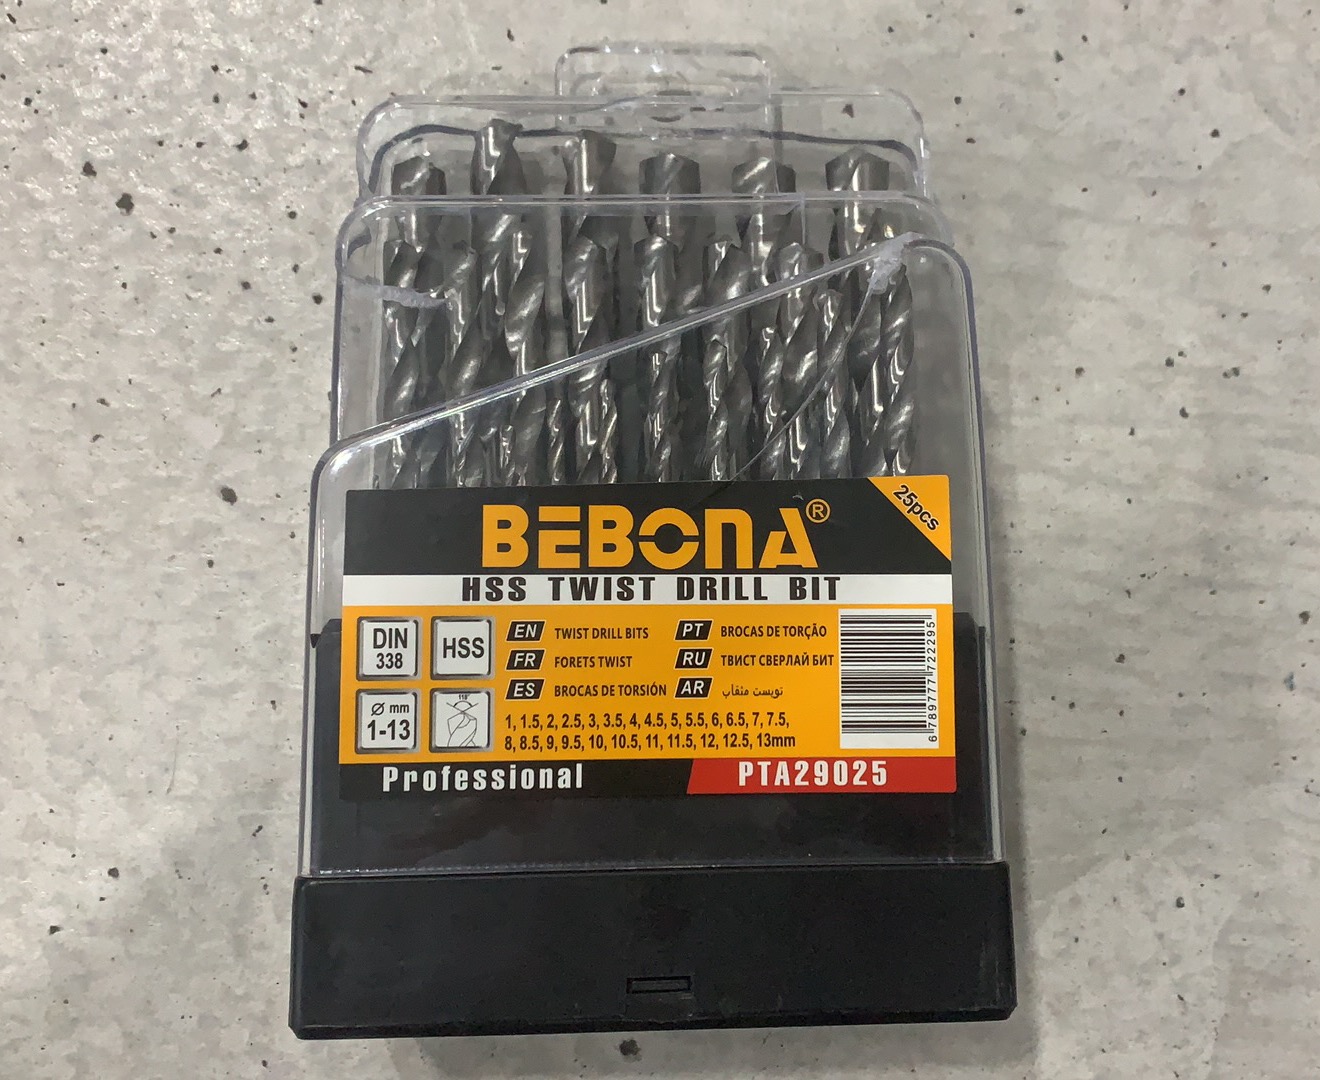 25pcs
BEBONA®
HSS TWIST DRILL BIT
DIN
338
HSS
Ø mm
1-13
118°
EN TWIST DRILL BITS
FR FORETS TWIST
ES BROCAS DE TORSIÓN
PT BROCAS DE TORÇÃO
RU ТВИСТ СВЕРЛАЙ БИТ
AR تويست مثقاب
1, 1.5, 2, 2.5, 3, 3.5, 4, 4.5, 5, 5.5, 6, 6.5, 7, 7.5,
8, 8.5, 9, 9.5, 10, 10.5, 11, 11.5, 12, 12.5, 13mm
6 789777 722295
Professional
PTA29025